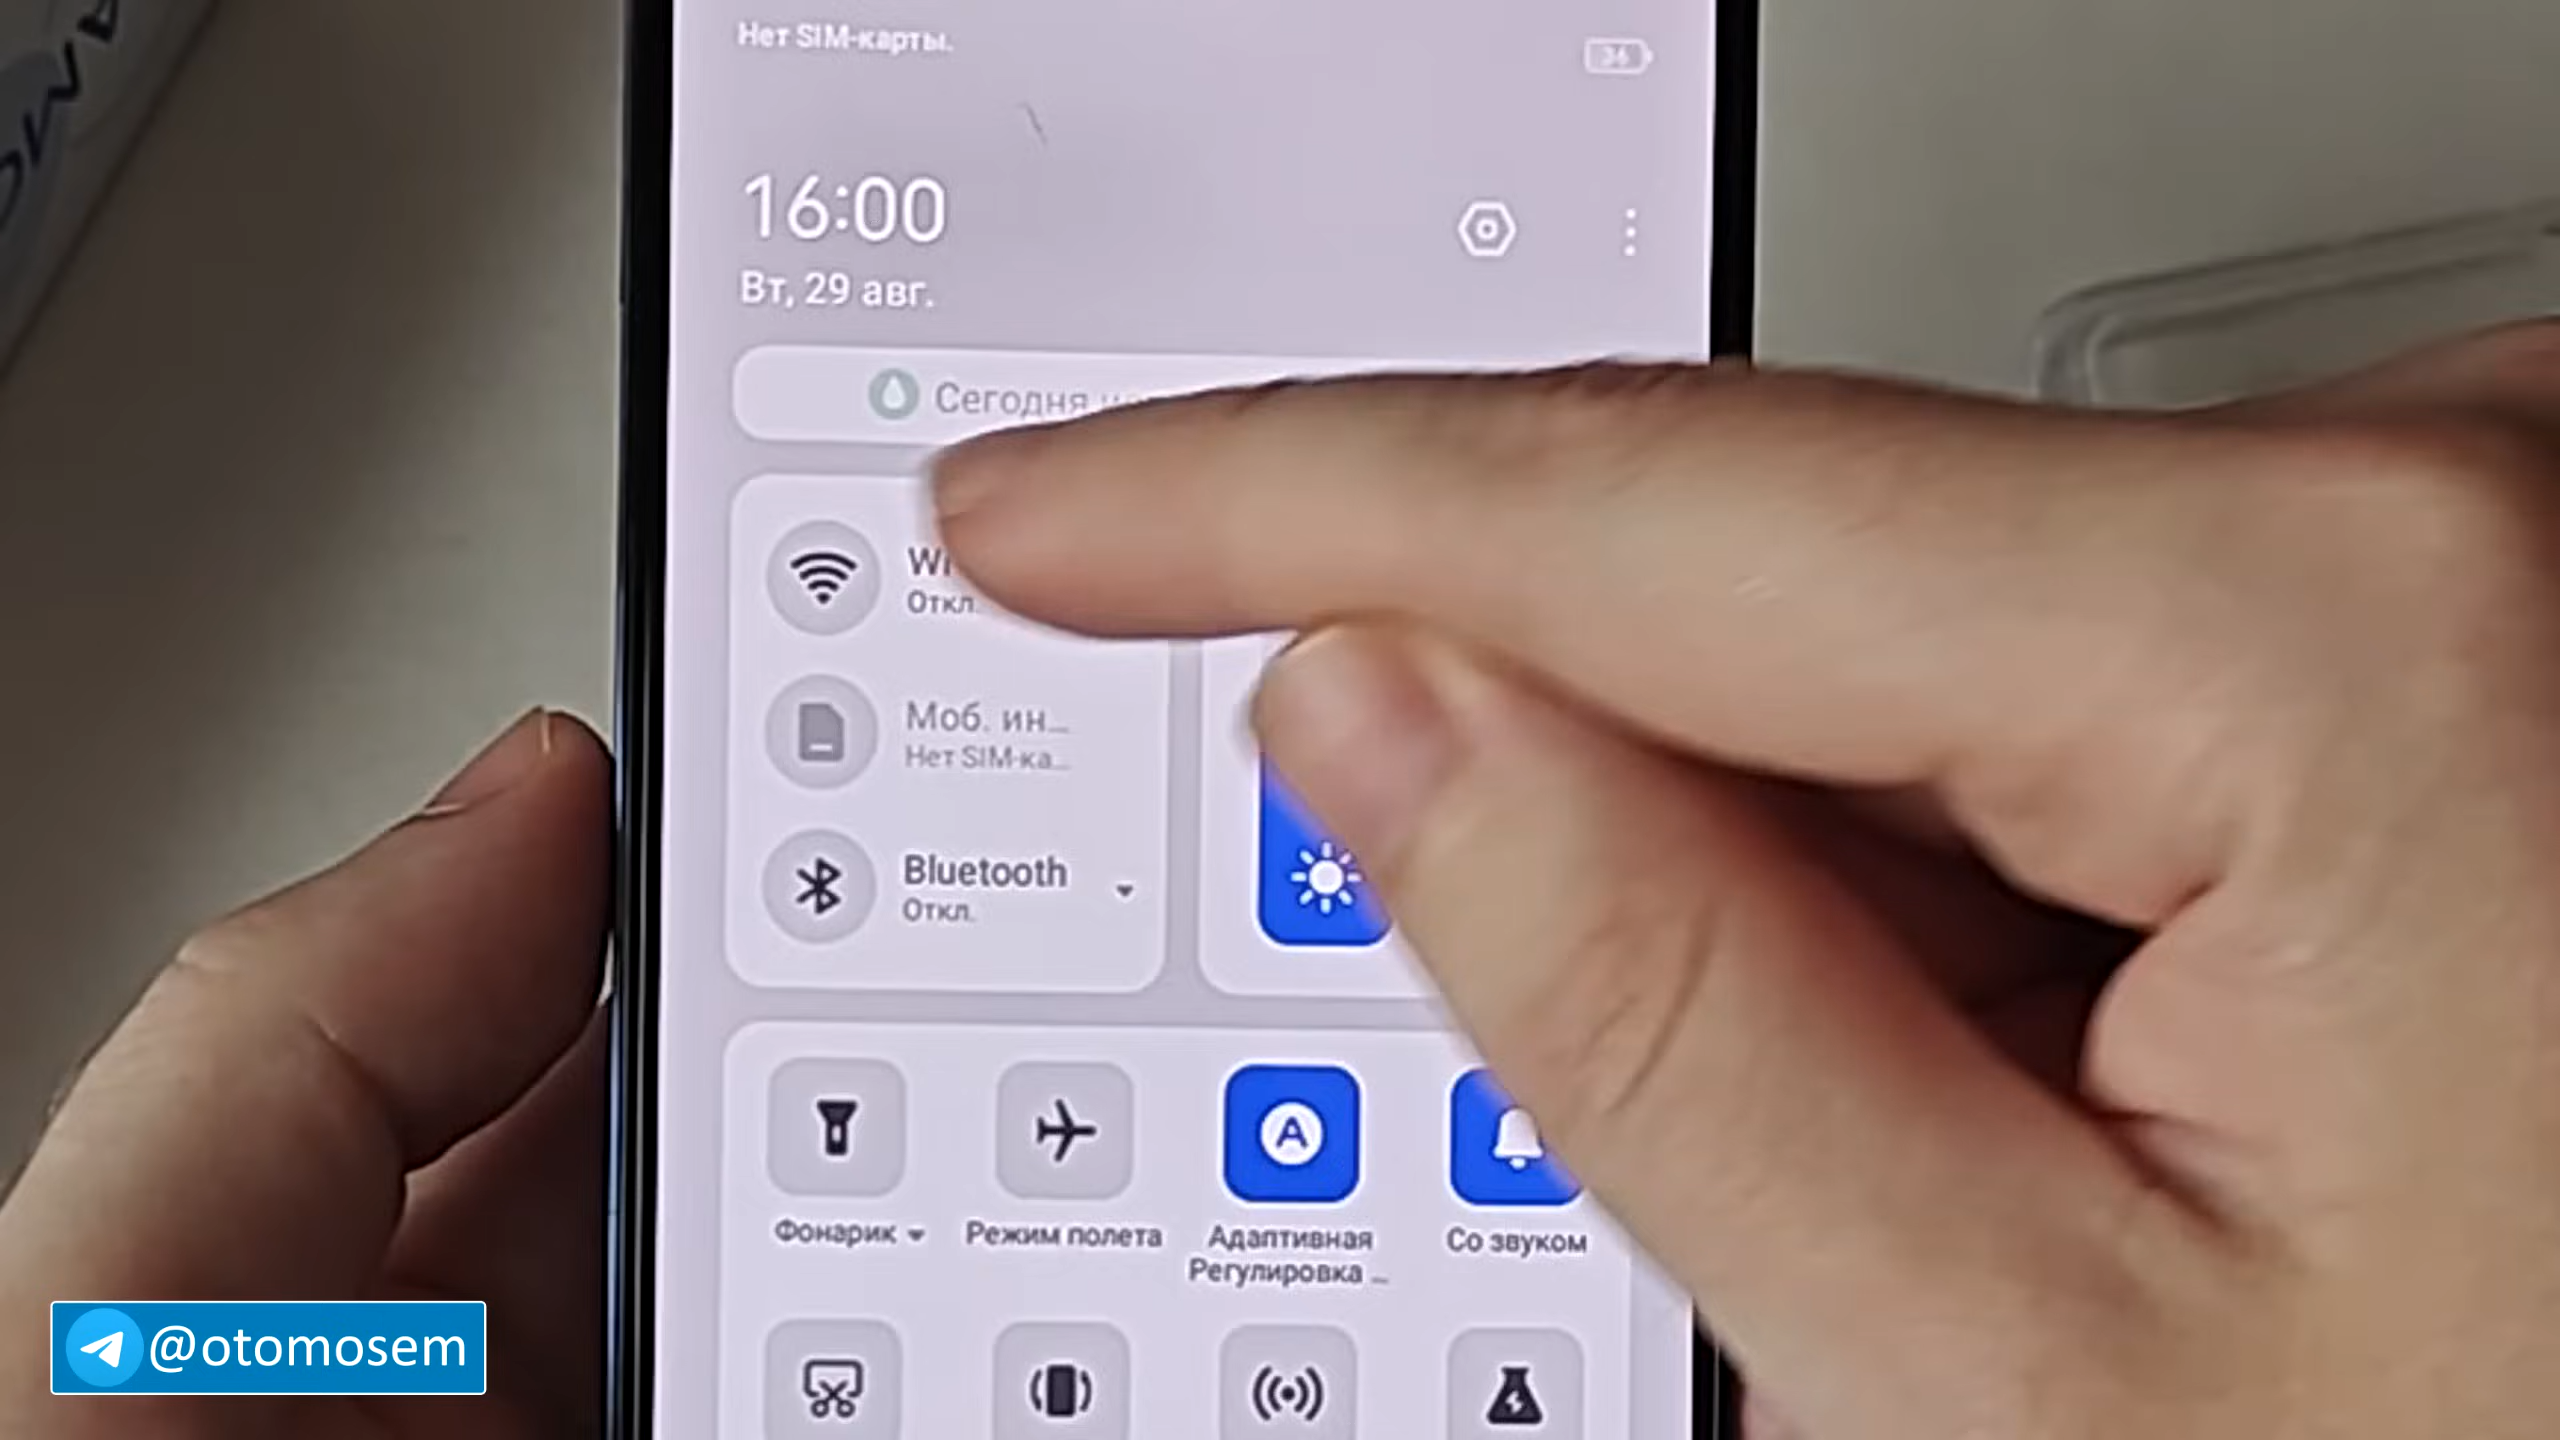 Нет SIM-карты.
36
16:00
Вт, 29 авг.
Сегодня
Откл.
Моб. ин...
Нет SIM-ка...
Bluetooth
Откл.
Фонарик
Режим полета
Адаптивная
Регулировка ...
Со звуком
@otomosem